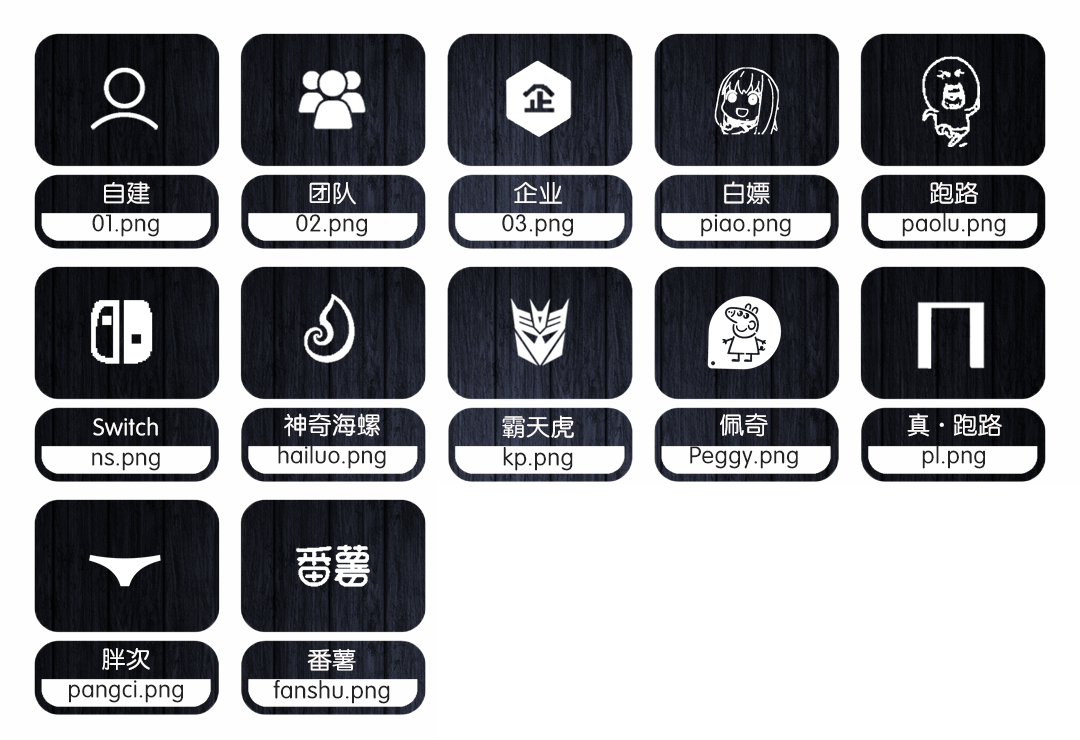 企
自建
01.png
团队
02.png
企业
03.png
白嫖
piao.png
跑路
paolu.png
Switch
ns.png
神奇海螺
hailuo.png
霸天虎
kp.png
佩奇
Peggy.png
真·跑路
pl.png
番薯
胖次
pangci.png
番薯
fanshu.png